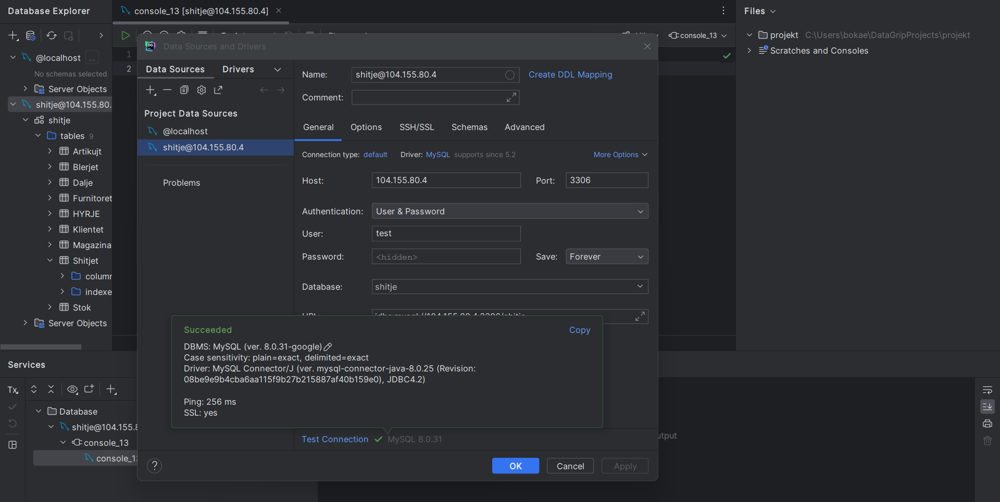 Database Explorer
console_13 [shitje@104.155.80.4]
Files
console_13
@localhost ...
No schemas selected
Server Objects
shitje@104.155.80.
shitje
tables 9
Artikujt
Blerjet
Dalje
Furnitoret
HYRJE
Klientet
Magazina
Shitjet
Stok
Server Objects
1
2
Data Sources and Drivers
Data Sources Drivers
Project Data Sources
@localhost
shitje@104.155.80.4
Problems
Name: shitje@104.155.80.4 Create DDL Mapping
Comment:
General Options SSH/SSL Schemas Advanced
Connection type: default Driver: MySQL supports since 5.2 More Options
Host: 104.155.80.4 Port: 3306
Authentication: User & Password
User: test
Password: <hidden> Save: Forever
Database: shitje
Succeeded Copy
DBMS: MySQL (ver. 8.0.31-google)
Case sensitivity: plain=exact, delimited=exact
Driver: MySQL Connector/J (ver. mysql-connector-java-8.0.25 (Revision:
08be9e9b4cba6aa115f9b27b215887af40b159e0), JDBC4.2)
Ping: 256 ms
SSL: yes
Test Connection MySQL 8.0.31
? OK Cancel Apply
projekt C:\Users\bokae\DataGripProjects\projekt
Scratches and Consoles
Services
Tx
Database
shitje@104.155.8
console_13
console_13